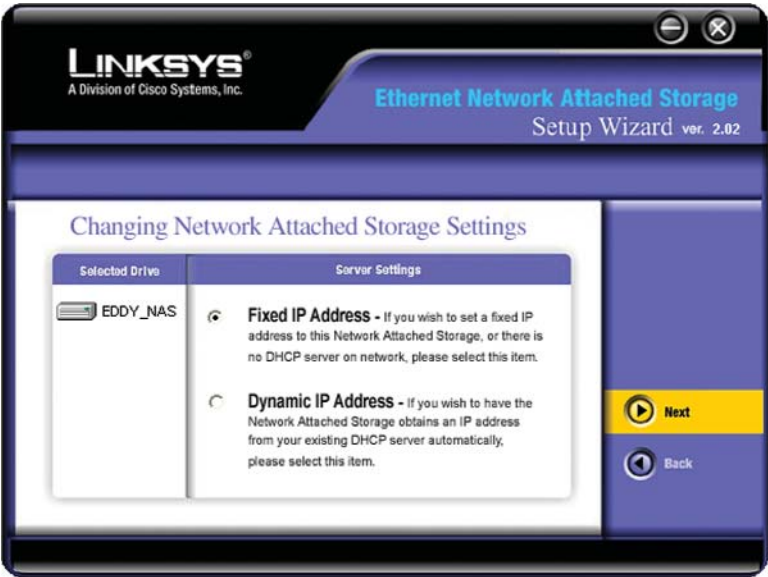 LINKSYS®
A Division of Cisco Systems, Inc.
Ethernet Network Attached Storage
Setup Wizard ver. 2.02
Changing Network Attached Storage Settings
Selected Drive
Server Settings
EDDY_NAS
Fixed IP Address - If you wish to set a fixed IP
address to this Network Attached Storage, or there is
no DHCP server on network, please select this item.
Dynamic IP Address - If you wish to have the
Network Attached Storage obtains an IP address
from your existing DHCP server automatically,
please select this item.
Next
Back